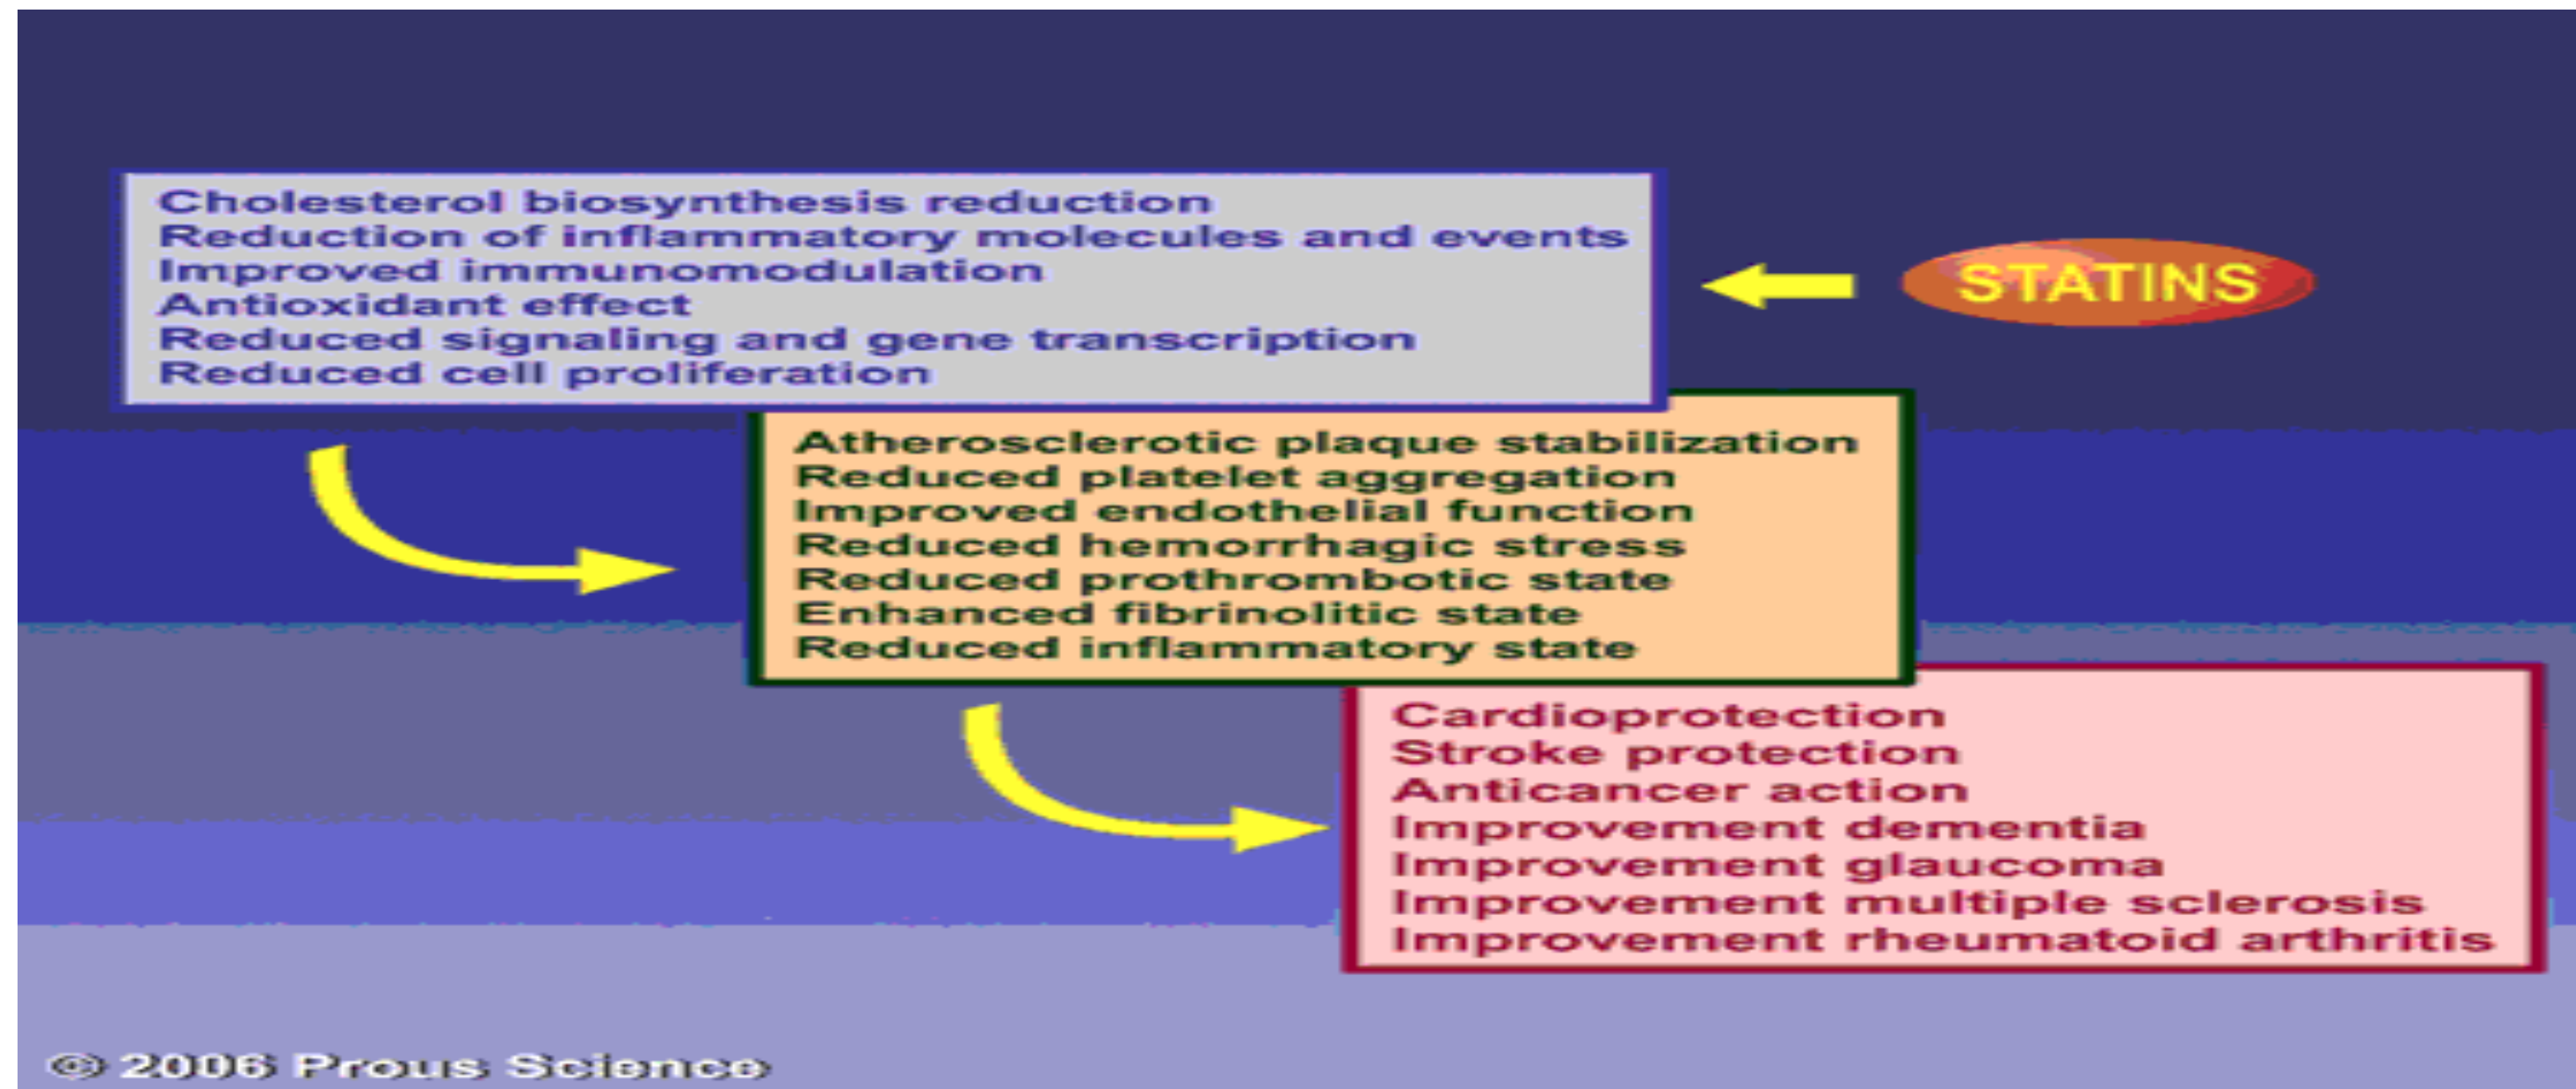 Cholesterol biosynthesis reduction
Reduction of inflammatory molecules and events
Improved immunomodulation
Antioxidant effect
Reduced signaling and gene transcription
Reduced cell proliferation
STATINS
Atherosclerotic plaque stabilization
Reduced platelet aggregation
Improved endothelial function
Reduced hemorrhagic stress
Reduced prothrombotic state
Enhanced fibrinolitic state
Reduced inflammatory state
Cardioprotection
Stroke protection
Anticancer action
Improvement dementia
Improvement glaucoma
Improvement multiple sclerosis
Improvement rheumatoid arthritis
© 2006 Prous Science